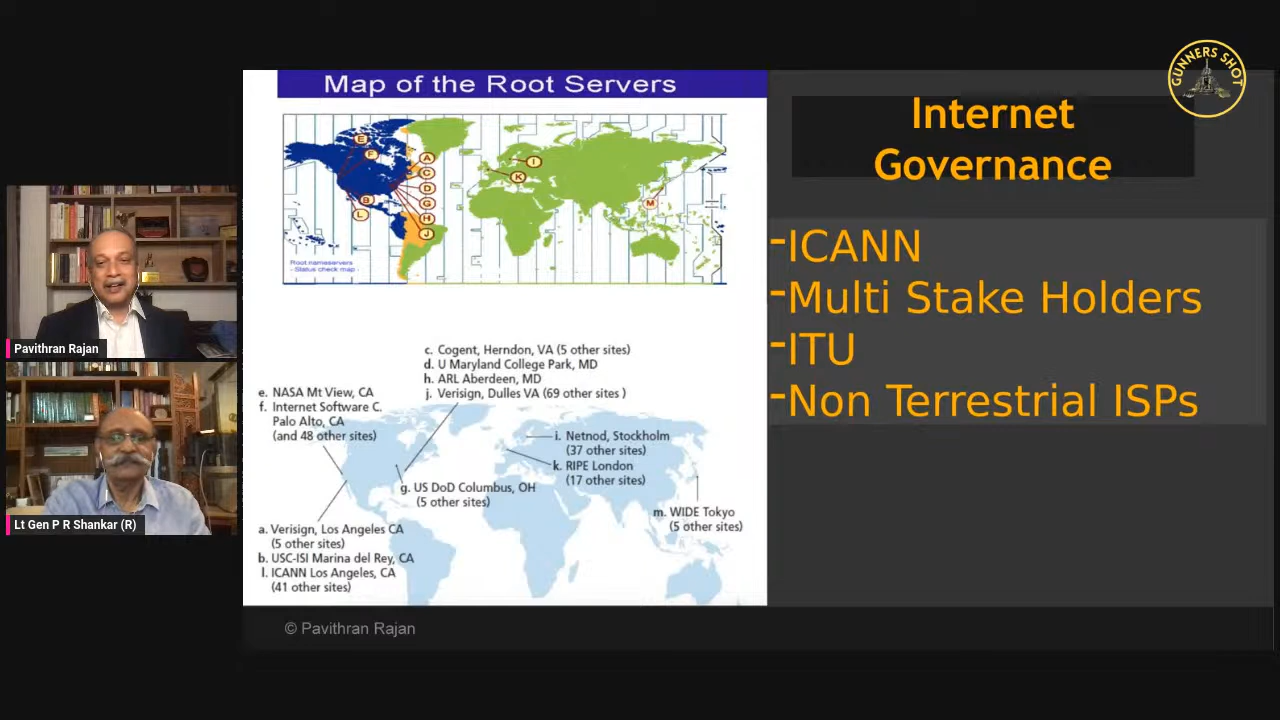 GUNNERS SHOT
Map of the Root Servers
E
F
A
C
D
G
H
J
B
L
I
K
M
Root nameservers
- Status check map
Internet
Governance
-ICANN
-Multi Stake Holders
-ITU
-Non Terrestrial ISPs
Pavithran Rajan
Lt Gen P R Shankar (R)
c. Cogent, Herndon, VA (5 other sites)
d. U Maryland College Park, MD
h. ARL Aberdeen, MD
j. Verisign, Dulles VA (69 other sites )
e. NASA Mt View, CA
f. Internet Software C.
Palo Alto, CA
(and 48 other sites)
i. Netnod, Stockholm
(37 other sites)
k. RIPE London
(17 other sites)
g. US DoD Columbus, OH
(5 other sites)
m. WIDE Tokyo
(5 other sites)
a. Verisign, Los Angeles CA
(5 other sites)
b. USC-ISI Marina del Rey, CA
l. ICANN Los Angeles, CA
(41 other sites)
© Pavithran Rajan